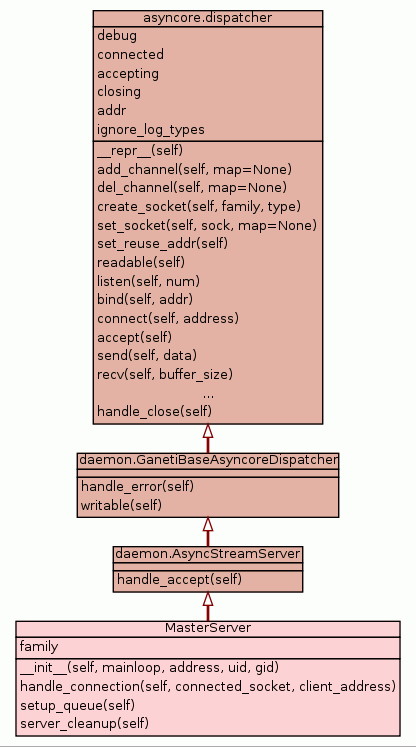 asyncore.dispatcher
debug
connected
accepting
closing
addr
ignore_log_types
__repr__(self)
add_channel(self, map=None)
del_channel(self, map=None)
create_socket(self, family, type)
set_socket(self, sock, map=None)
set_reuse_addr(self)
readable(self)
listen(self, num)
bind(self, addr)
connect(self, address)
accept(self)
send(self, data)
recv(self, buffer_size)
...
handle_close(self)
daemon.GanetiBaseAsyncoreDispatcher
handle_error(self)
writable(self)
daemon.AsyncStreamServer
handle_accept(self)
MasterServer
family
__init__(self, mainloop, address, uid, gid)
handle_connection(self, connected_socket, client_address)
setup_queue(self)
server_cleanup(self)